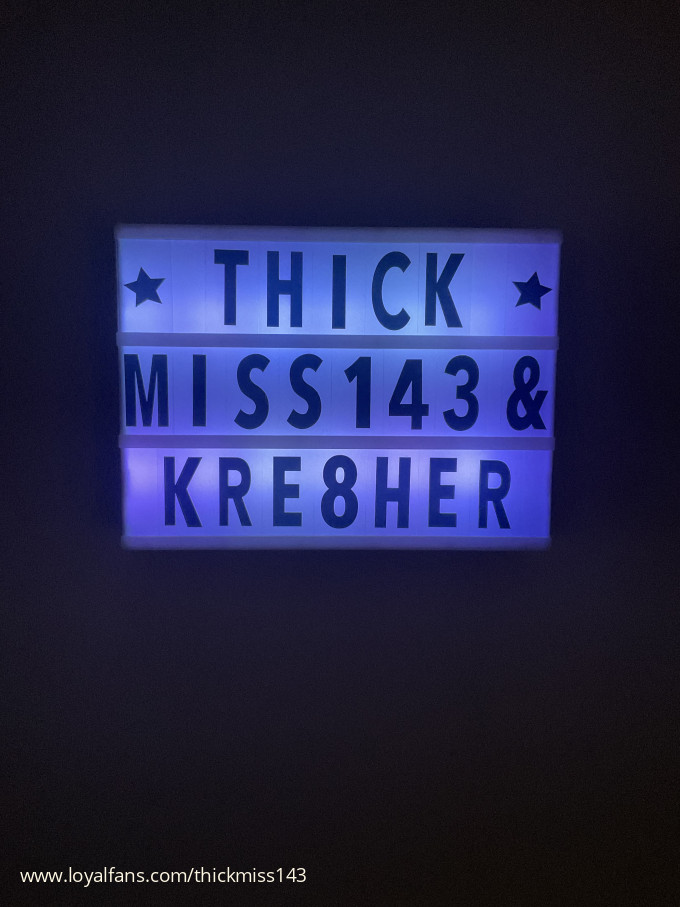 ★ THICK ★
MISS143 &
KRE8HER
www.loyalfans.com/thickmiss143